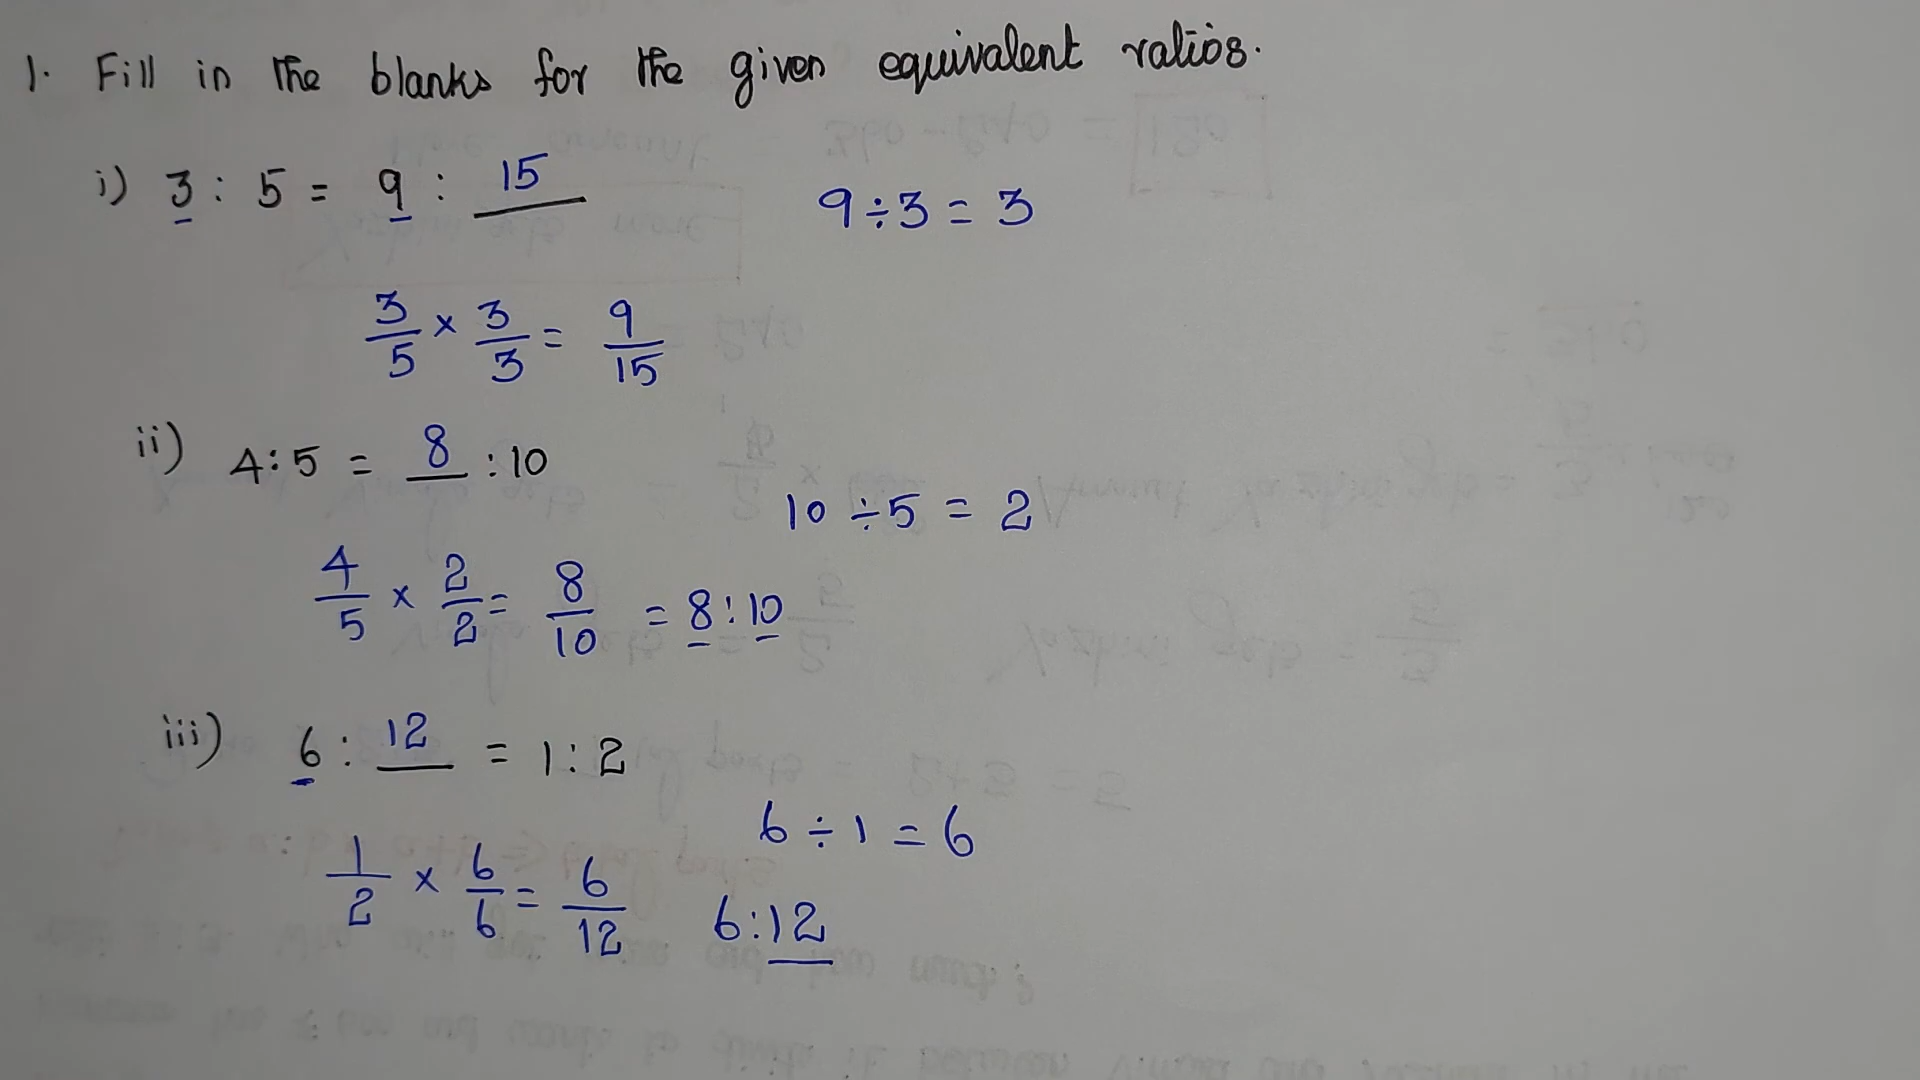 1. Fill in the blanks for the given equivalent ratios.
i) 3 : 5 = 9 : 15
9 ÷ 3 = 3
3/5 × 3/3 = 9/15
ii) 4 : 5 = 8 : 10
10 ÷ 5 = 2
4/5 × 2/2 = 8/10 = 8 : 10
iii) 6 : 12 = 1 : 2
6 ÷ 1 = 6
1/2 × 6/6 = 6/12 6 : 12